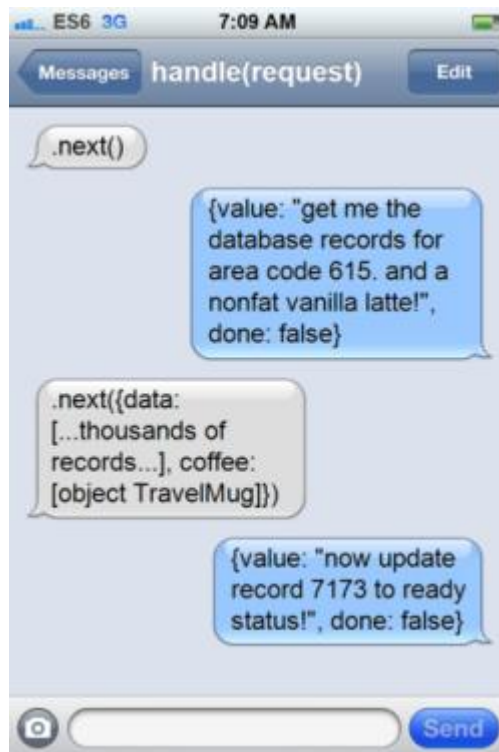 ES6 3G 7:09 AM
Messages handle(request) Edit
.next()
{value: "get me the
database records for
area code 615. and a
nonfat vanilla latte!",
done: false}
.next({data:
[...thousands of
records...], coffee:
[object TravelMug]})
{value: "now update
record 7173 to ready
status!", done: false}
Send